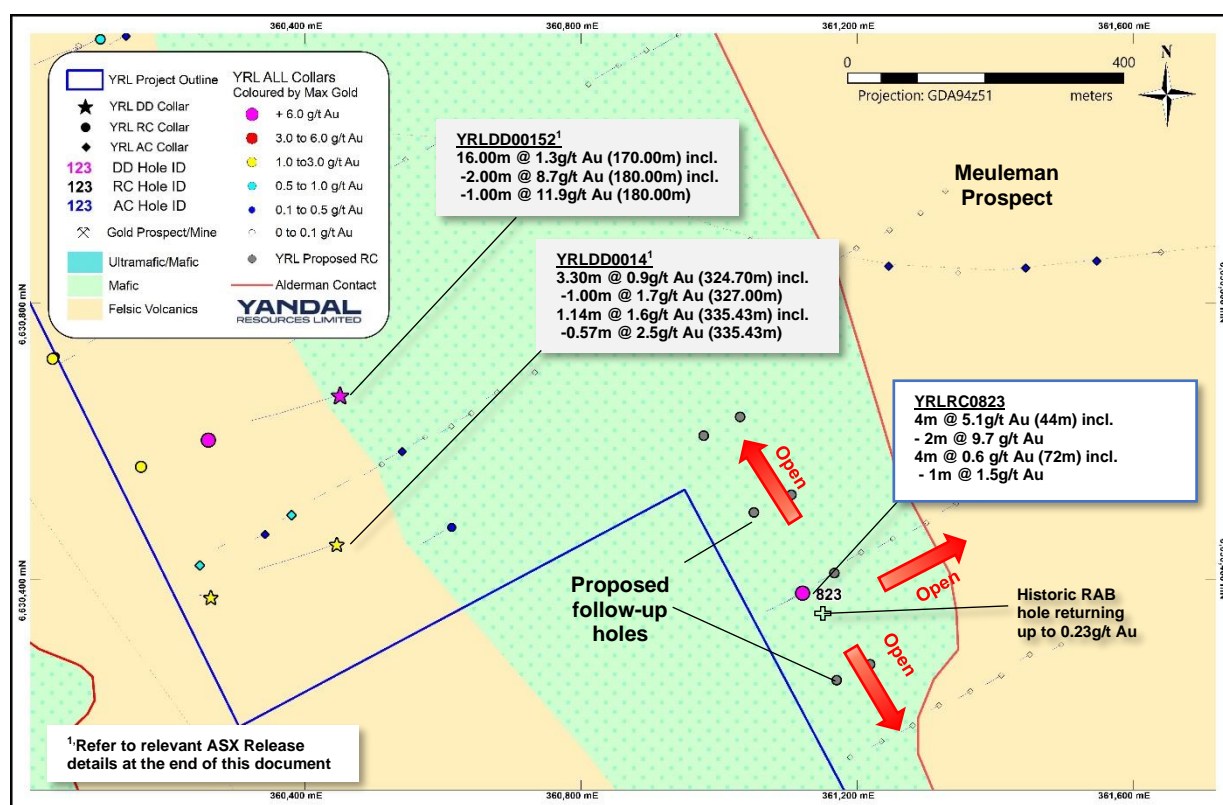 360,400 mE
360,800 mE
361,200 mE
361,600 mE
YRL Project Outline
YRL DD Collar
YRL RC Collar
YRL AC Collar
123 DD Hole ID
123 RC Hole ID
123 AC Hole ID
Gold Prospect/Mine
Ultramafic/Mafic
Mafic
Felsic Volcanics
YRL ALL Collars
Coloured by Max Gold
+ 6.0 g/t Au
3.0 to 6.0 g/t Au
1.0 to3.0 g/t Au
0.5 to 1.0 g/t Au
0.1 to 0.5 g/t Au
0 to 0.1 g/t Au
YRL Proposed RC
Alderman Contact
YANDAL
RESOURCES LIMITED
0
400
Projection: GDA94z51
meters
N
YRLDD00152¹
16.00m @ 1.3g/t Au (170.00m) incl.
-2.00m @ 8.7g/t Au (180.00m) incl.
-1.00m @ 11.9g/t Au (180.00m)
Meuleman
Prospect
YRLDD0014¹
3.30m @ 0.9g/t Au (324.70m) incl.
-1.00m @ 1.7g/t Au (327.00m)
1.14m @ 1.6g/t Au (335.43m) incl.
-0.57m @ 2.5g/t Au (335.43m)
6,630,800 mN
6,630,800 mN
YRLRC0823
4m @ 5.1g/t Au (44m) incl.
- 2m @ 9.7 g/t Au
4m @ 0.6 g/t Au (72m) incl.
- 1m @ 1.5g/t Au
Open
Open
Open
6,630,400 mN
6,630,400 mN
Proposed
follow-up
holes
823
Historic RAB
hole returning
up to 0.23g/t Au
¹,Refer to relevant ASX Release
details at the end of this document
360,400 mE
360,800 mE
361,200 mE
361,600 mE